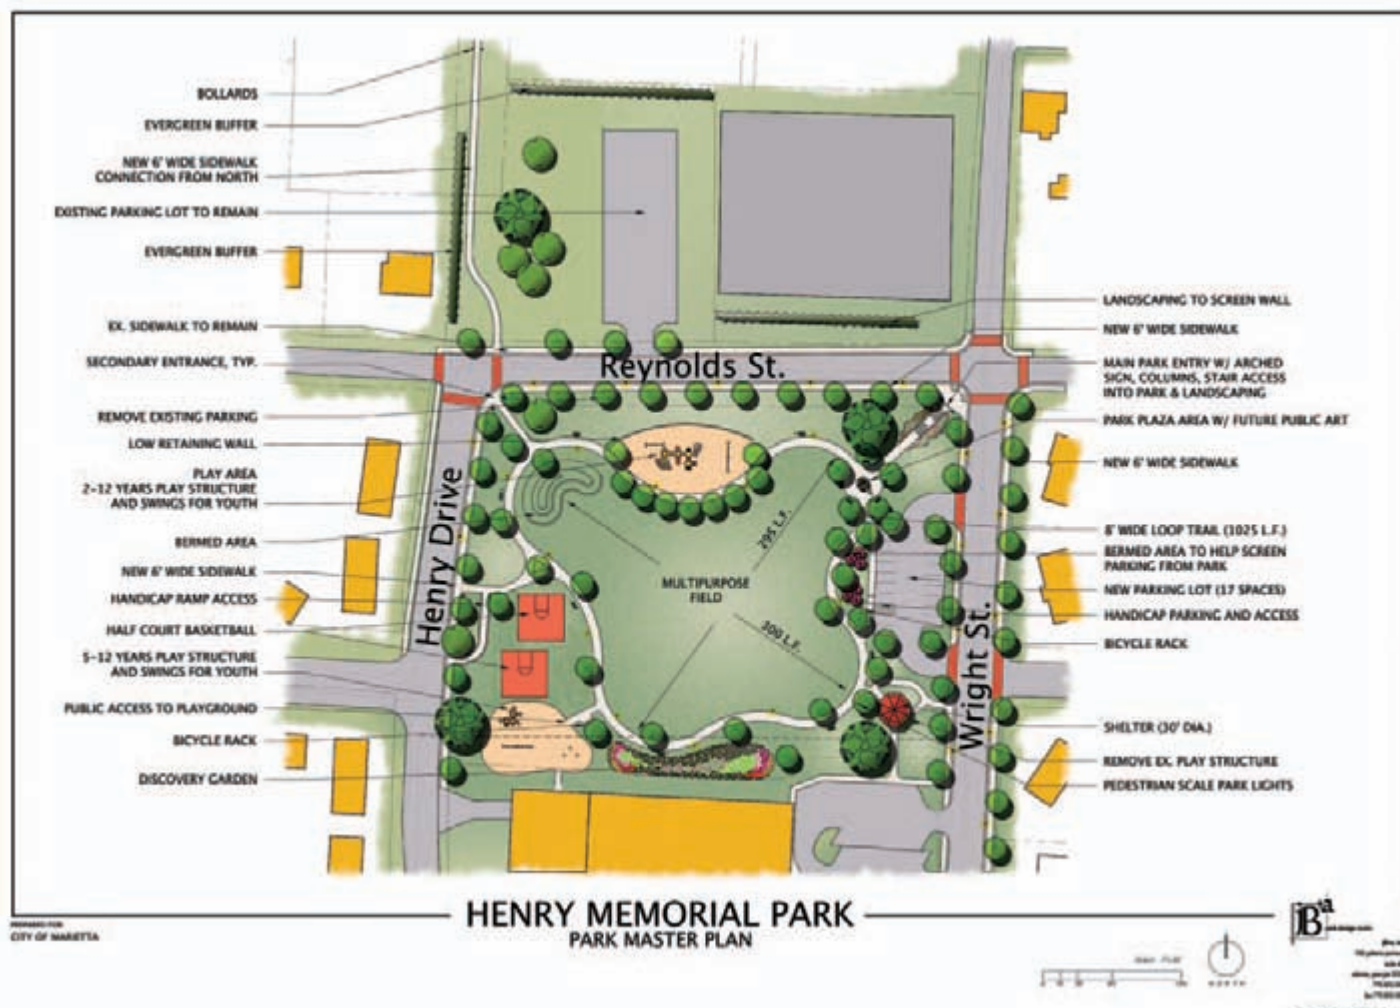 BOLLARDS
EVERGREEN BUFFER
NEW 6' WIDE SIDEWALK
CONNECTION FROM NORTH
EXISTING PARKING LOT TO REMAIN
EVERGREEN BUFFER
EX. SIDEWALK TO REMAIN
SECONDARY ENTRANCE, TYP.
REMOVE EXISTING PARKING
LOW RETAINING WALL
PLAY AREA
2-12 YEARS PLAY STRUCTURE
AND SWINGS FOR YOUTH
BERMED AREA
NEW 6' WIDE SIDEWALK
HANDICAP RAMP ACCESS
HALF COURT BASKETBALL
5-12 YEARS PLAY STRUCTURE
AND SWINGS FOR YOUTH
PUBLIC ACCESS TO PLAYGROUND
BICYCLE RACK
DISCOVERY GARDEN
Reynolds St.
Henry Drive
Wright St.
295 L.F.
MULTIPURPOSE
FIELD
300 L.F.
LANDSCAPING TO SCREEN WALL
NEW 6' WIDE SIDEWALK
MAIN PARK ENTRY W/ ARCHED
SIGN, COLUMNS, STAIR ACCESS
INTO PARK & LANDSCAPING
PARK PLAZA AREA W/ FUTURE PUBLIC ART
NEW 6' WIDE SIDEWALK
8' WIDE LOOP TRAIL (1025 L.F.)
BERMED AREA TO HELP SCREEN
PARKING FROM PARK
NEW PARKING LOT (17 SPACES)
HANDICAP PARKING AND ACCESS
BICYCLE RACK
SHELTER (30' DIA.)
REMOVE EX. PLAY STRUCTURE
PEDESTRIAN SCALE PARK LIGHTS
HENRY MEMORIAL PARK
PARK MASTER PLAN
PREPARED FOR:
CITY OF MARIETTA
NORTH